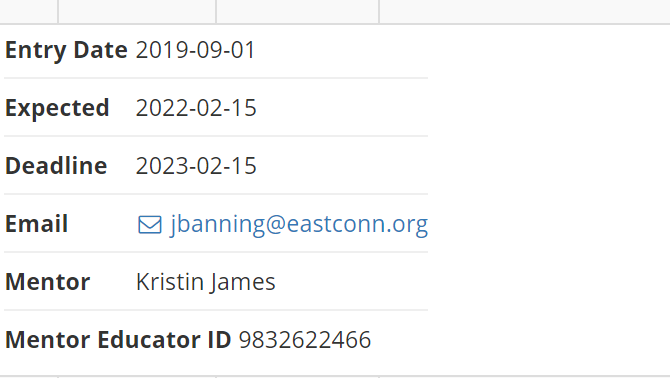 Entry Date 2019-09-01
Expected 2022-02-15
Deadline 2023-02-15
Email jbanning@eastconn.org
Mentor Kristin James
Mentor Educator ID 9832622466